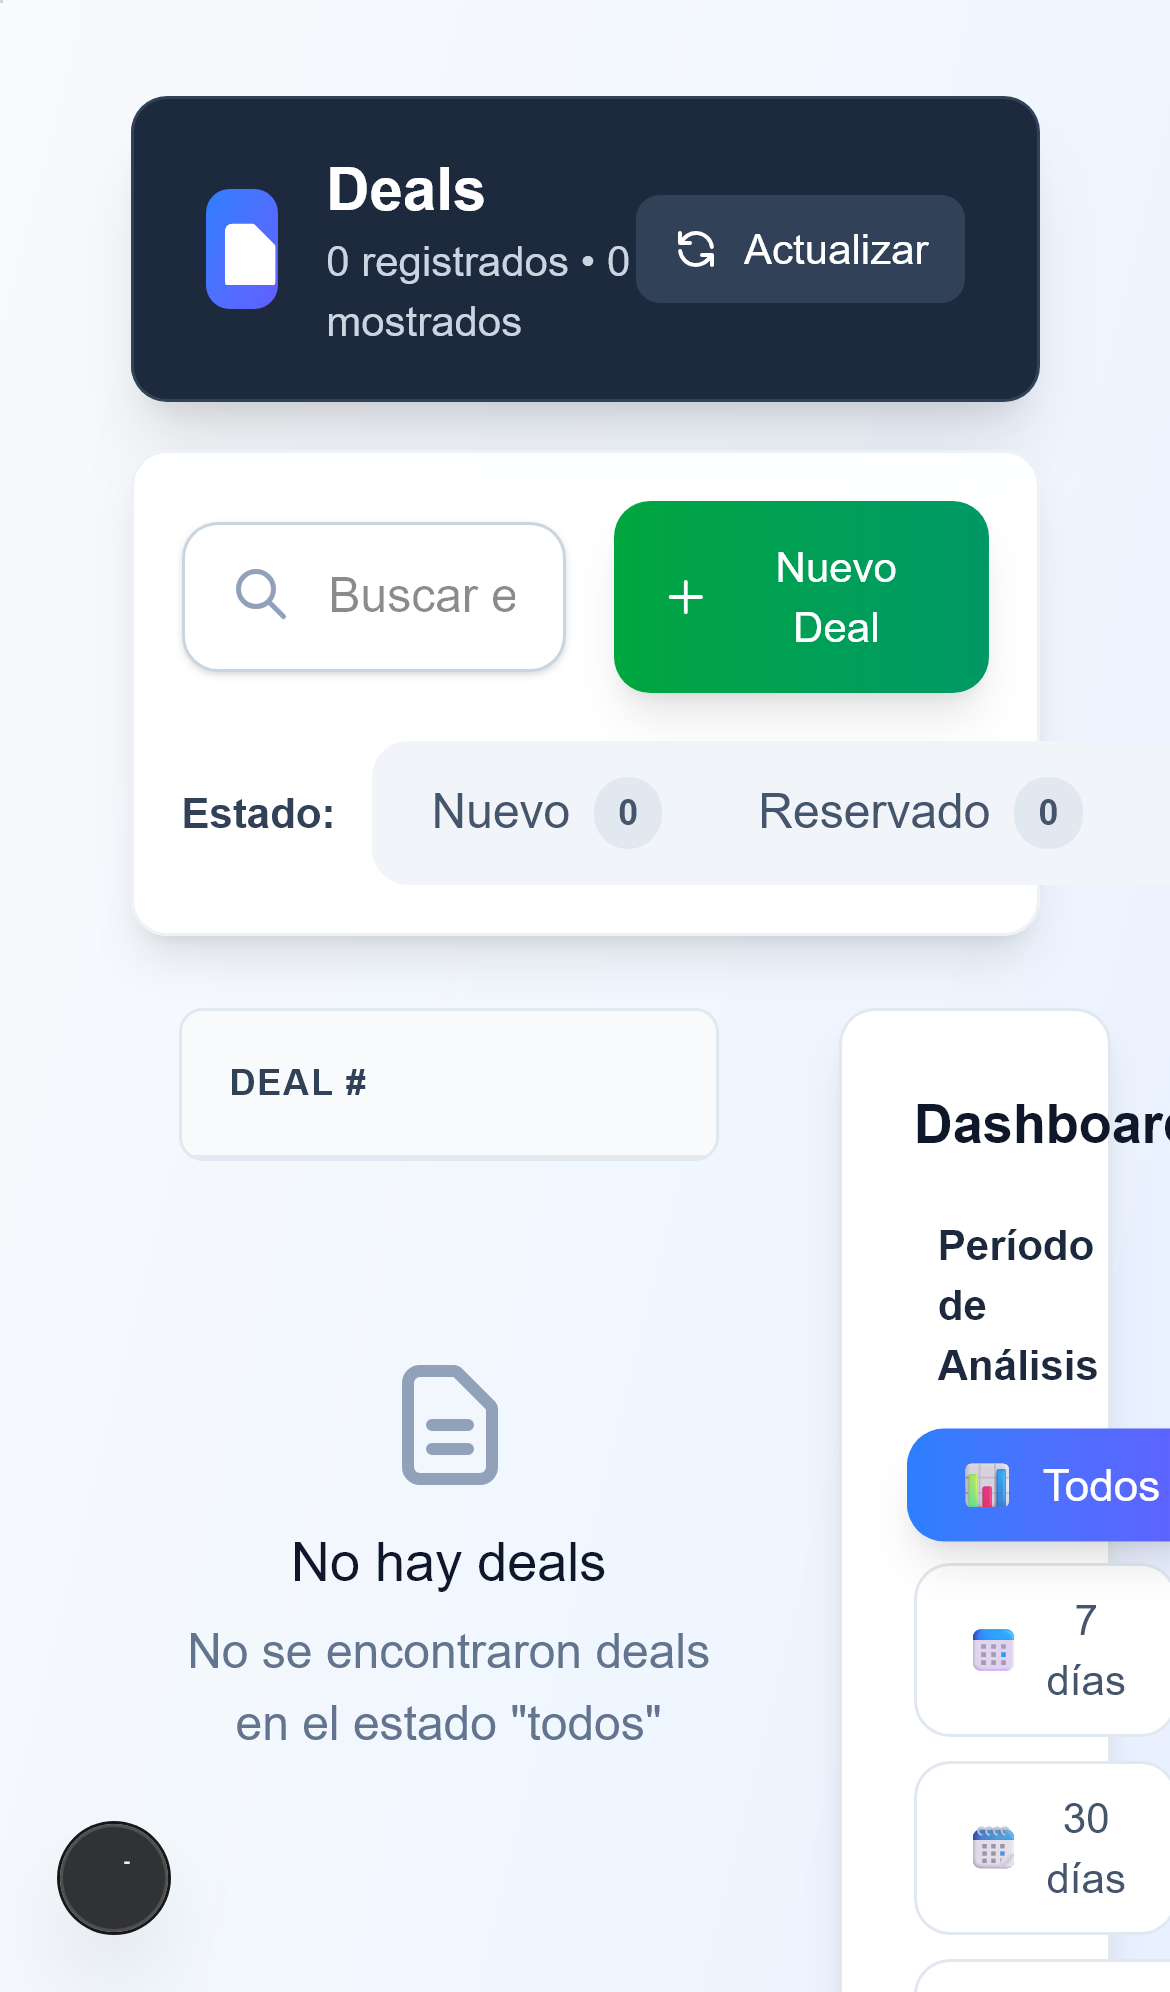 Deals
0 registrados • 0
mostrados
Actualizar
Buscar e
Nuevo
Deal
Estado:
Nuevo 0
Reservado 0
DEAL #
No hay deals
No se encontraron deals
en el estado "todos"
Dashboard
Período
de
Análisis
Todos
7
días
30
días